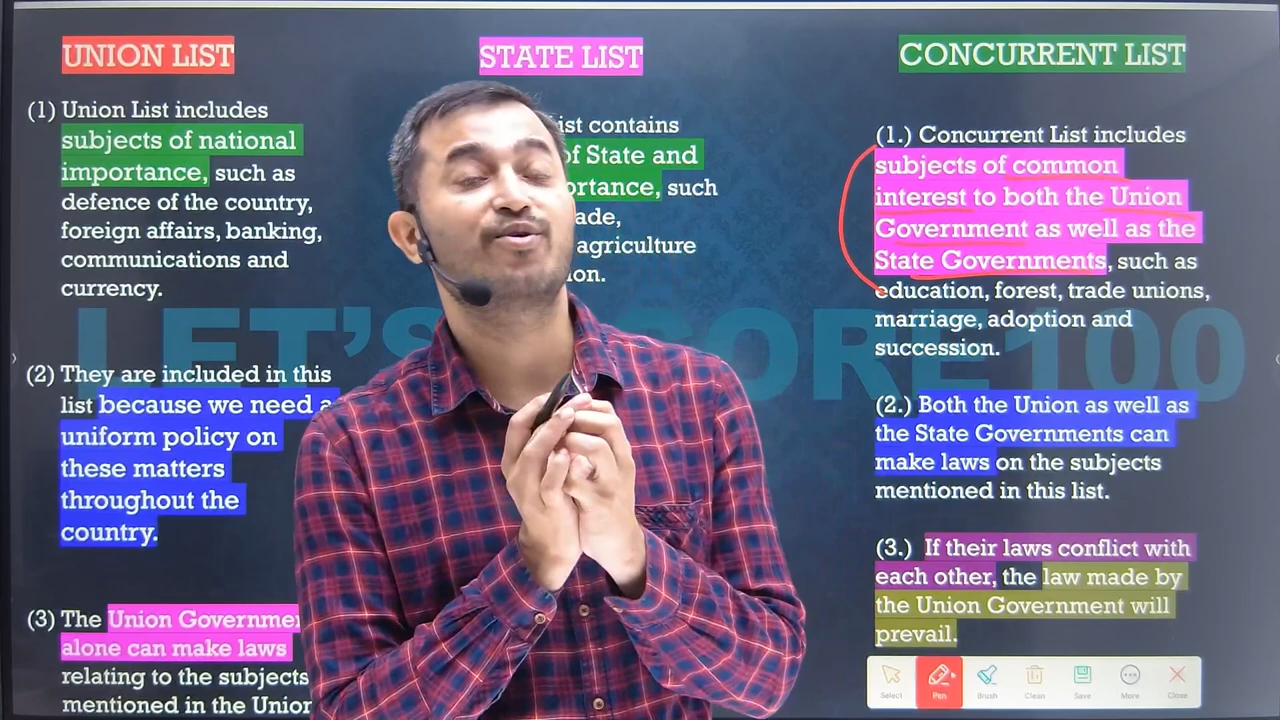 UNION LIST
(1) Union List includes
subjects of national
importance, such as
defence of the country,
foreign affairs, banking,
communications and
currency.
(2) They are included in this
list because we need a
uniform policy on
these matters
throughout the
country.
(3) The Union
alone can make laws
relating to the subjects
mentioned in the Union
STATE LIST
contains
of State and
such
agriculture
CONCURRENT LIST
(1.) Concurrent List includes
subjects of common
interest to both the Union
Government as well as the
State Governments, such as
education, forest, trade unions,
marriage, adoption and
succession.
(2.) Both the Union as well as
the State Governments can
make laws on the subjects
mentioned in this list.
(3.) If their laws conflict with
each other, the law made by
the Union Government will
prevail.
LET'S 100
Select Pen Brush Clean Save More Close